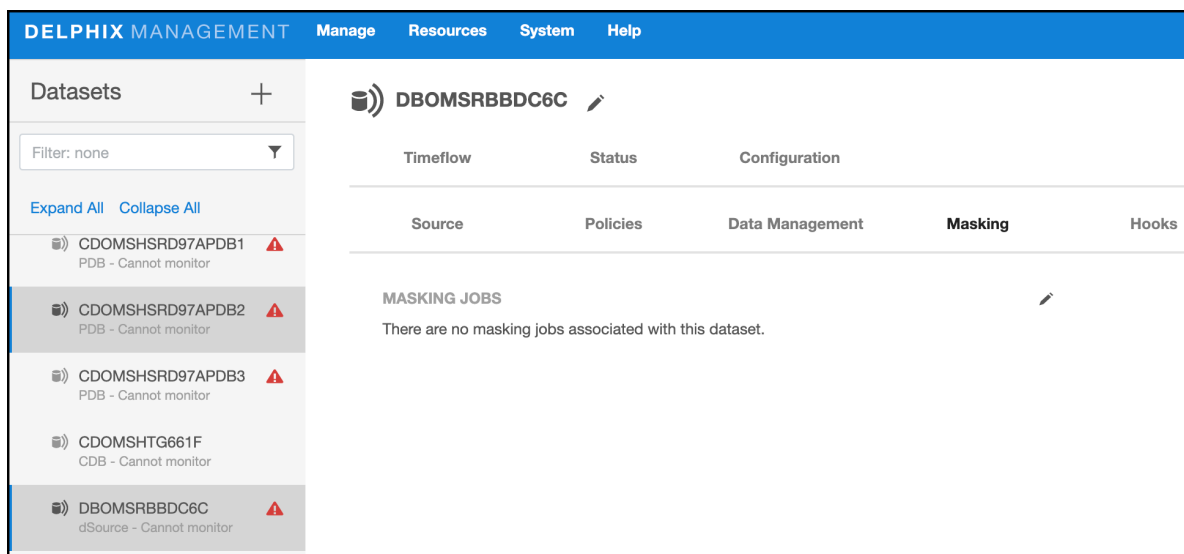 DELPHIX MANAGEMENT Manage Resources System Help
Datasets
Filter: none
Expand All Collapse All
CDOMSHSRD97APDB1
PDB - Cannot monitor
CDOMSHSRD97APDB2
PDB - Cannot monitor
CDOMSHSRD97APDB3
PDB - Cannot monitor
CDOMSHTG661F
CDB - Cannot monitor
DBOMSRBBDC6C
dSource - Cannot monitor
DBOMSRBBDC6C
Timeflow Status Configuration
Source Policies Data Management Masking Hooks
MASKING JOBS
There are no masking jobs associated with this dataset.